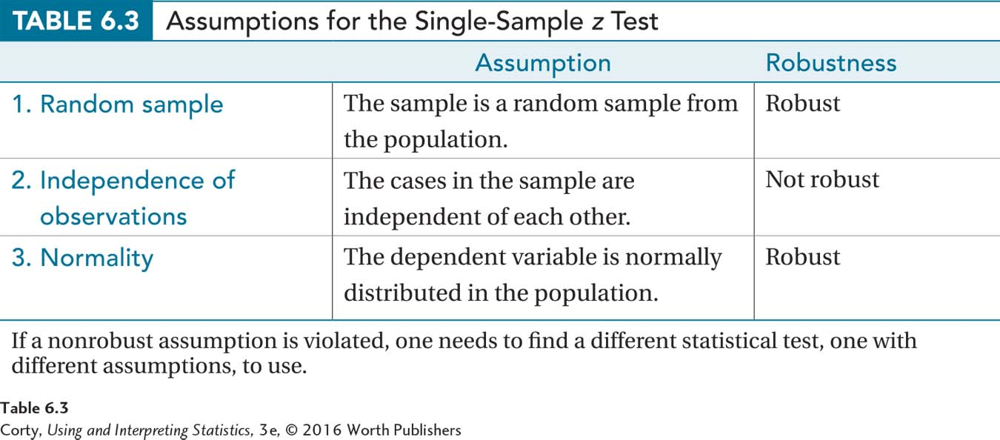 TABLE 6.3 Assumptions for the Single-Sample z Test
Assumption Robustness
1. Random sample The sample is a random sample from Robust
the population.
2. Independence of The cases in the sample are Not robust
observations independent of each other.
3. Normality The dependent variable is normally Robust
distributed in the population.
If a nonrobust assumption is violated, one needs to find a different statistical test, one with
different assumptions, to use.
Table 6.3
Corty, Using and Interpreting Statistics, 3e, © 2016 Worth Publishers